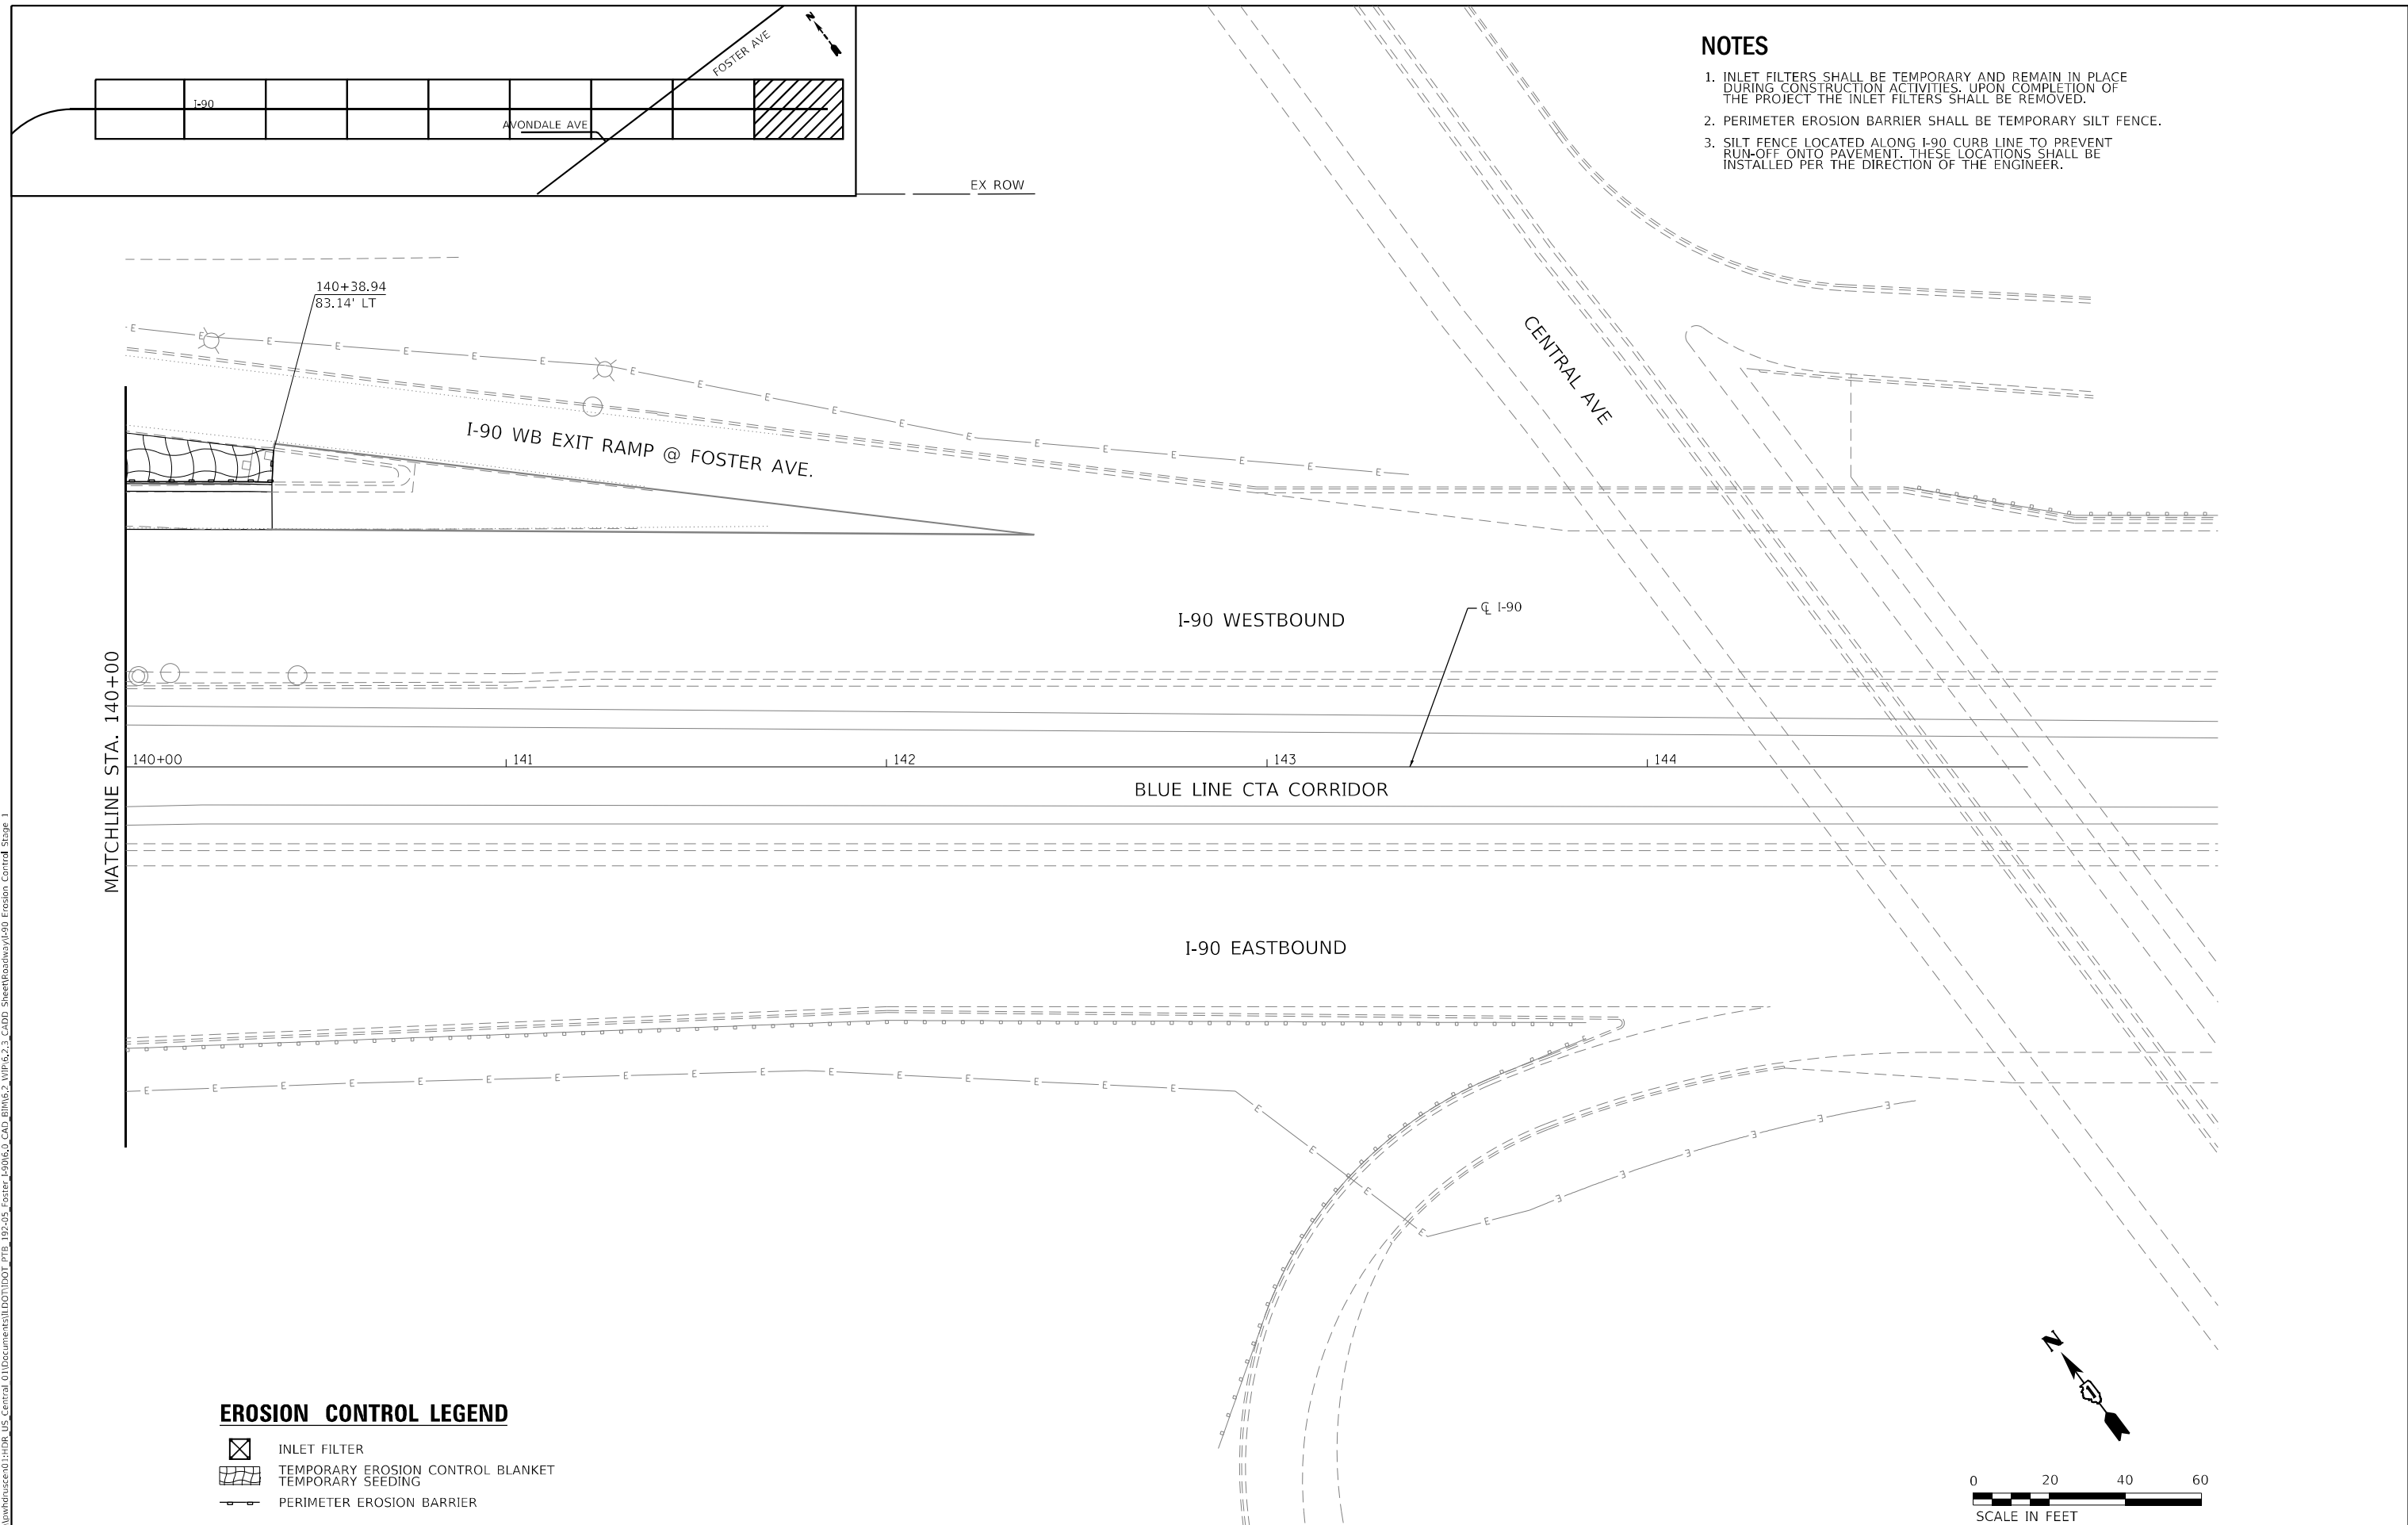 FOSTER AVE
N
I-90
AVONDALE AVE
EX ROW
NOTES
1. INLET FILTERS SHALL BE TEMPORARY AND REMAIN IN PLACE
DURING CONSTRUCTION ACTIVITIES. UPON COMPLETION OF
THE PROJECT THE INLET FILTERS SHALL BE REMOVED.
2. PERIMETER EROSION BARRIER SHALL BE TEMPORARY SILT FENCE.
3. SILT FENCE LOCATED ALONG I-90 CURB LINE TO PREVENT
RUN-OFF ONTO PAVEMENT. THESE LOCATIONS SHALL BE
INSTALLED PER THE DIRECTION OF THE ENGINEER.
140+38.94
83.14' LT
CENTRAL AVE
I-90 WB EXIT RAMP @ FOSTER AVE.
I-90 WESTBOUND
℄ I-90
MATCHLINE STA. 140+00
140+00
141
142
143
144
BLUE LINE CTA CORRIDOR
I-90 EASTBOUND
N
EROSION CONTROL LEGEND
INLET FILTER
TEMPORARY EROSION CONTROL BLANKET
TEMPORARY SEEDING
PERIMETER EROSION BARRIER
0 20 40 60
SCALE IN FEET